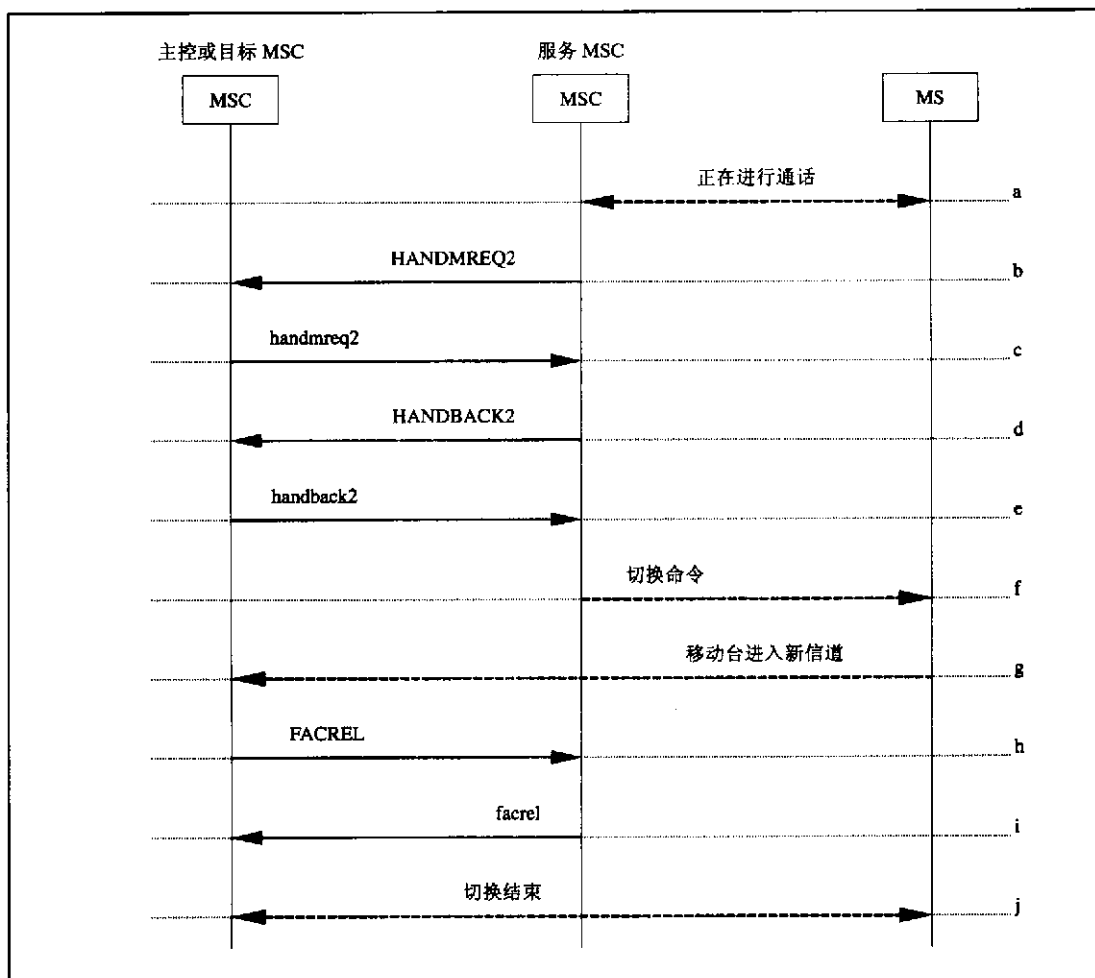 主控或目标 MSC 服务 MSC
MSC MSC MS
正在进行通话 a
HANDMREQ2 b
handmreq2 c
HANDBACK2 d
handback2 e
切换命令 f
移动台进入新信道 g
FACREL h
facrel i
切换结束 j